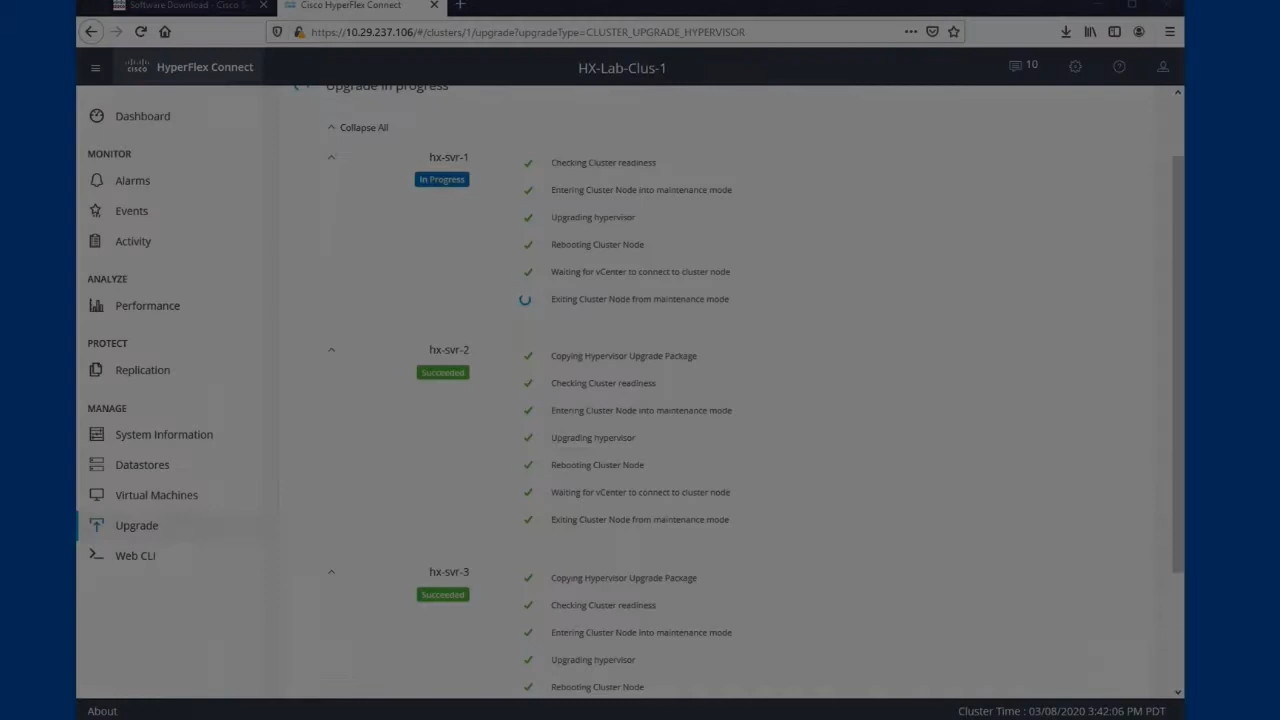 Software Download - Cisco S
Cisco HyperFlex Connect
https://10.29.237.106/#/clusters/1/upgrade?upgradeType=CLUSTER_UPGRADE_HYPERVISOR
CISCO
HyperFlex Connect
HX-Lab-Clus-1
10
Dashboard
MONITOR
Alarms
Events
Activity
ANALYZE
Performance
PROTECT
Replication
MANAGE
System Information
Datastores
Virtual Machines
Upgrade
Web CLI
Upgrade in progress
Collapse All
hx-svr-1
In Progress
Checking Cluster readiness
Entering Cluster Node into maintenance mode
Upgrading hypervisor
Rebooting Cluster Node
Waiting for vCenter to connect to cluster node
Exiting Cluster Node from maintenance mode
hx-svr-2
Succeeded
Copying Hypervisor Upgrade Package
Checking Cluster readiness
Entering Cluster Node into maintenance mode
Upgrading hypervisor
Rebooting Cluster Node
Waiting for vCenter to connect to cluster node
Exiting Cluster Node from maintenance mode
hx-svr-3
Succeeded
Copying Hypervisor Upgrade Package
Checking Cluster readiness
Entering Cluster Node into maintenance mode
Upgrading hypervisor
Rebooting Cluster Node
About
Cluster Time : 03/08/2020 3:42:06 PM PDT